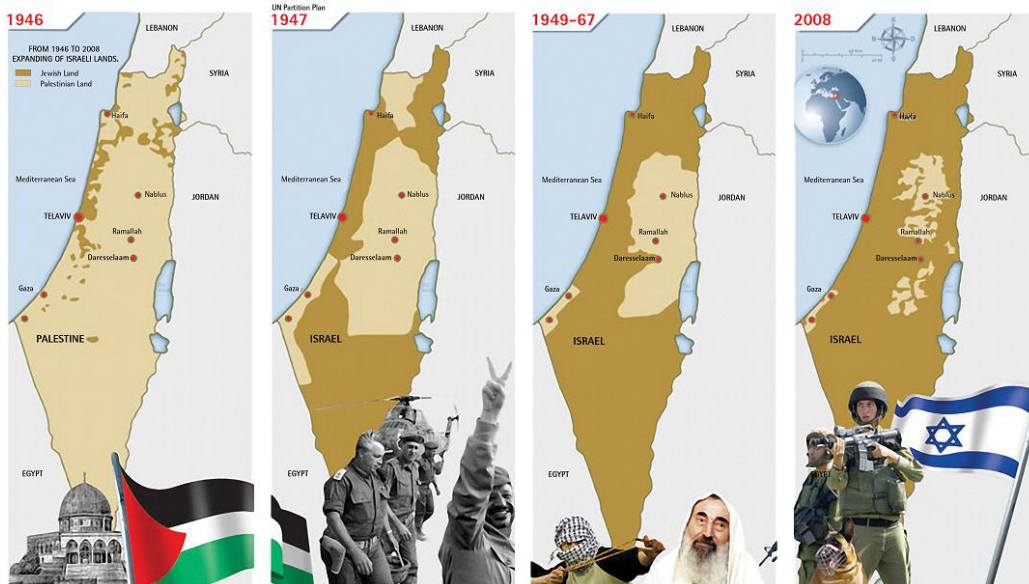 1946
LEBANON
FROM 1946 TO 2008
EXPANDING OF ISRAELI LANDS.
Jewish Land
Palestinian Land
SYRIA
Haifa
Mediterranean Sea
Nablus
JORDAN
TELAVIV
Ramallah
Daresselaam
Gaza
PALESTINE
EGYPT
UN Partition Plan
1947
LEBANON
SYRIA
Haifa
Mediterranean Sea
Nablus
JORDAN
TELAVIV
Ramallah
Daresselaam
Gaza
ISRAEL
EGYPT
1949-67
LEBANON
SYRIA
Haifa
Mediterranean Sea
Nablus
JORDAN
TELAVIV
Ramallah
Daresselaam
Gaza
ISRAEL
EGYPT
2008
LEBANON
K
B
D
SYRIA
Haifa
Mediterranean Sea
Nablus
JORDAN
TELAVIV
Ramallah
Daresselaam
Gaza
ISRAEL
EGYPT